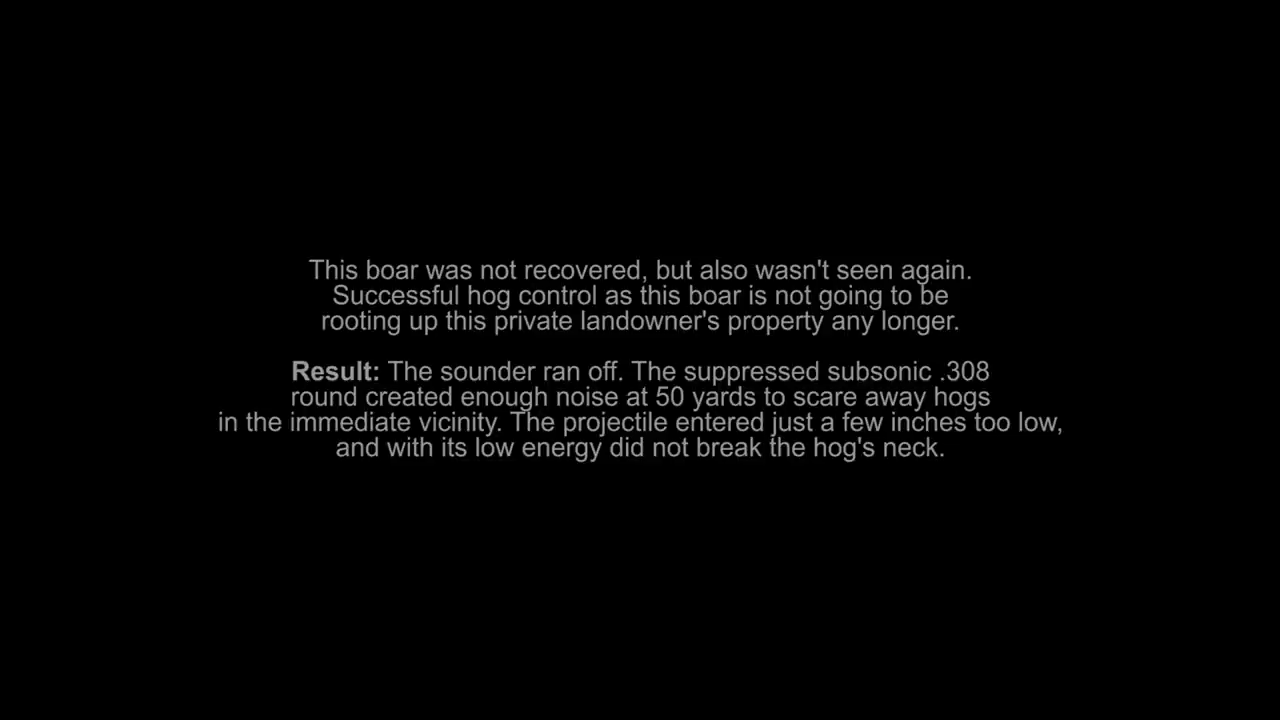 This boar was not recovered, but also wasn't seen again.
Successful hog control as this boar is not going to be
rooting up this private landowner's property any longer.
Result: The sounder ran off. The suppressed subsonic .308
round created enough noise at 50 yards to scare away hogs
in the immediate vicinity. The projectile entered just a few inches too low,
and with its low energy did not break the hog's neck.